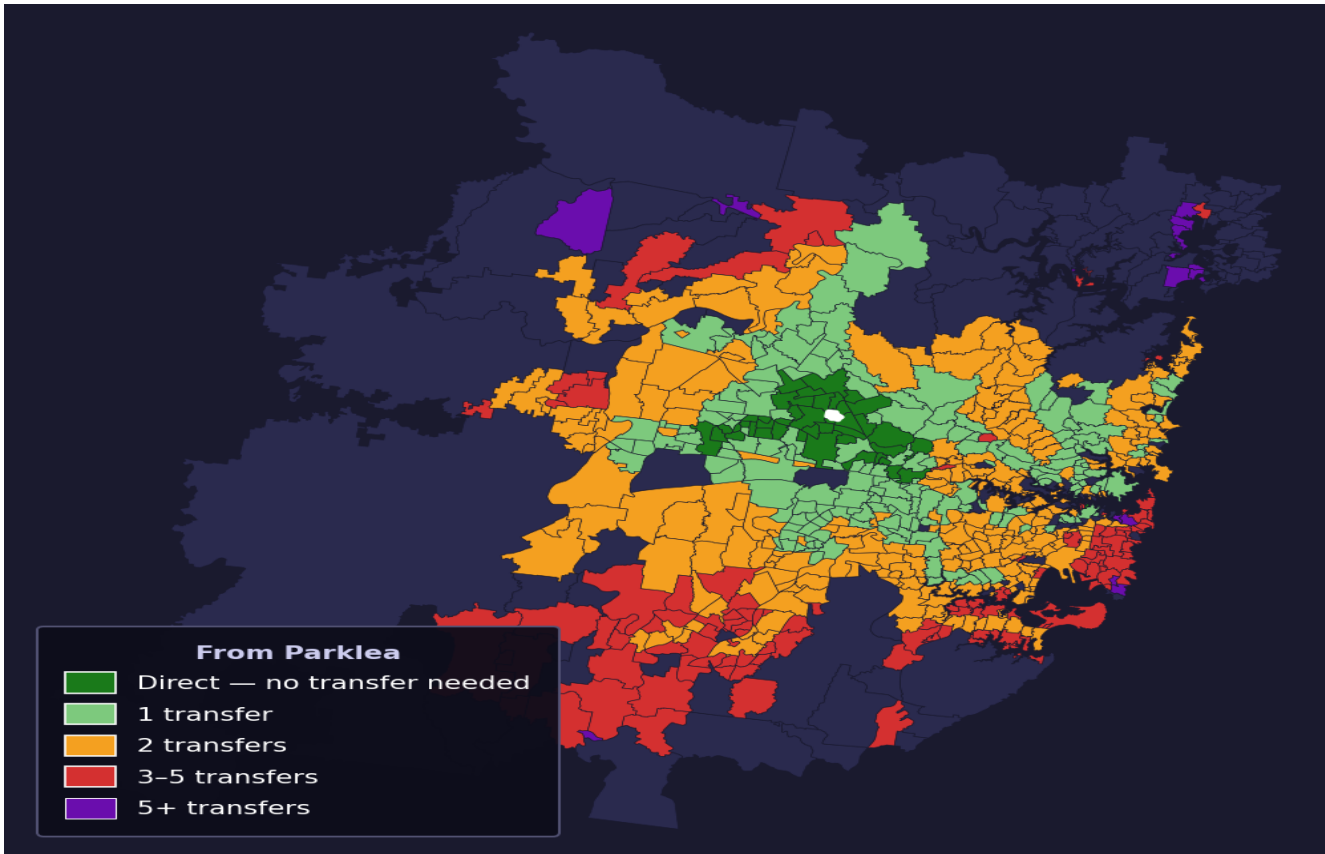 From Parklea
Direct — no transfer needed
1 transfer
2 transfers
3–5 transfers
5+ transfers